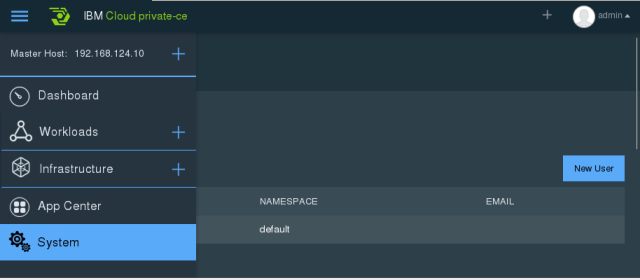 IBM Cloud private-ce
admin
Master Host: 192.168.124.10
Dashboard
Workloads
Infrastructure
New User
NAMESPACE EMAIL
App Center
default
System